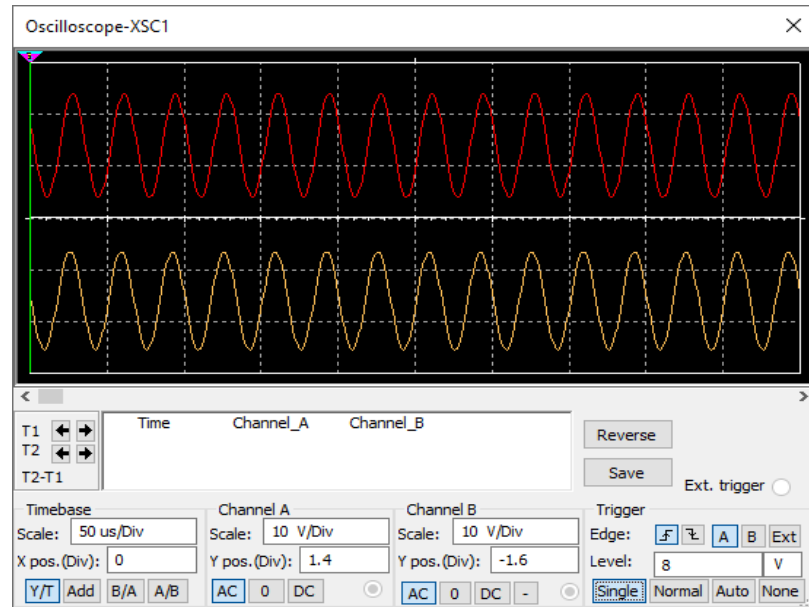 Oscilloscope-XSC1
T1
T2
T2-T1
Time Channel_A Channel_B
Reverse
Save
Ext. trigger
Timebase
Scale: 50 us/Div
X pos.(Div): 0
Y/T Add B/A A/B
Channel A
Scale: 10 V/Div
Y pos.(Div): 1.4
AC 0 DC
Channel B
Scale: 10 V/Div
Y pos.(Div): -1.6
AC 0 DC -
Trigger
Edge: A B Ext
Level: 8 V
Single Normal Auto None